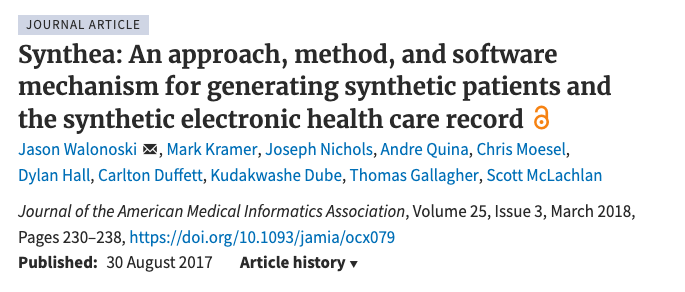 JOURNAL ARTICLE
Synthea: An approach, method, and software
mechanism for generating synthetic patients and
the synthetic electronic health care record
Jason Walonoski , Mark Kramer, Joseph Nichols, Andre Quina, Chris Moesel,
Dylan Hall, Carlton Duffett, Kudakwashe Dube, Thomas Gallagher, Scott McLachlan
Journal of the American Medical Informatics Association, Volume 25, Issue 3, March 2018,
Pages 230–238, https://doi.org/10.1093/jamia/ocx079
Published: 30 August 2017 Article history ▾